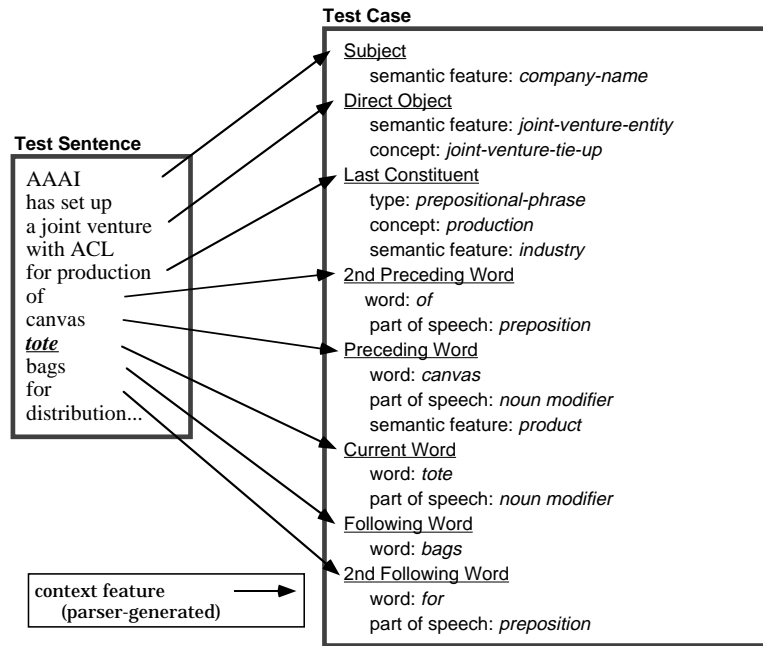 Test Case
Subject
semantic feature: company-name
Direct Object
semantic feature: joint-venture-entity
concept: joint-venture-tie-up
Last Constituent
type: prepositional-phrase
concept: production
semantic feature: industry
2nd Preceding Word
word: of
part of speech: preposition
Preceding Word
word: canvas
part of speech: noun modifier
semantic feature: product
Current Word
word: tote
part of speech: noun modifier
Following Word
word: bags
2nd Following Word
word: for
part of speech: preposition
Test Sentence
AAAI
has set up
a joint venture
with ACL
for production
of
canvas
tote
bags
for
distribution...
context feature
(parser-generated)